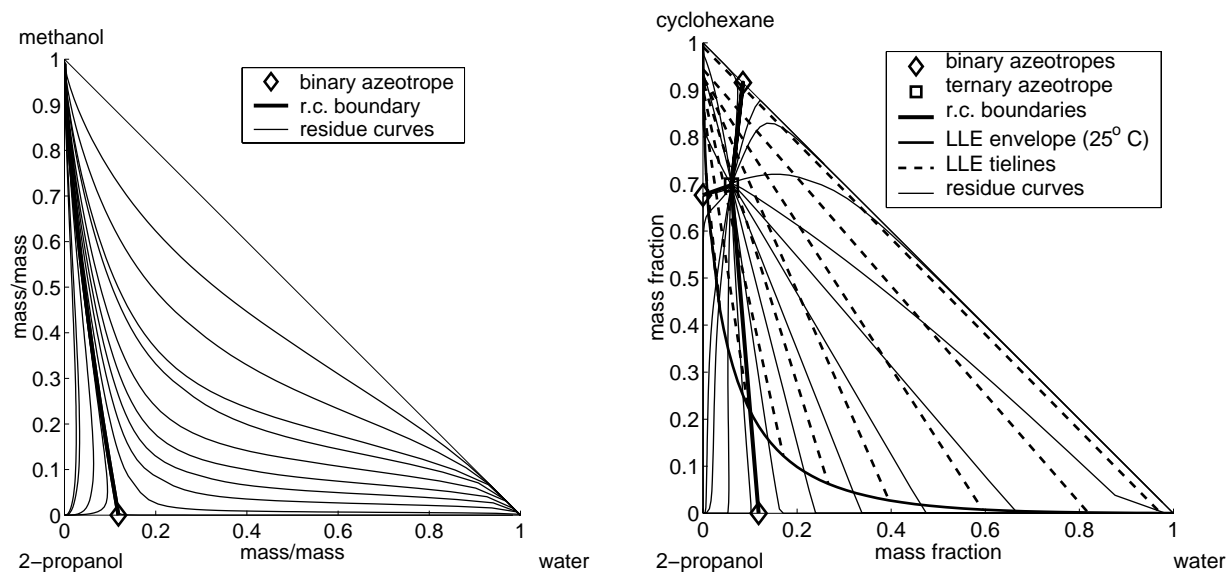 methanol
1
0.9
0.8
0.7
0.6
0.5
0.4
0.3
0.2
0.1
0
mass/mass
binary azeotrope
r.c. boundary
residue curves
0 0.2 0.4 0.6 0.8 1
mass/mass
2−propanol
water
cyclohexane
1
0.9
0.8
0.7
0.6
0.5
0.4
0.3
0.2
0.1
0
mass fraction
binary azeotropes
ternary azeotrope
r.c. boundaries
LLE envelope (25° C)
LLE tielines
residue curves
0 0.2 0.4 0.6 0.8 1
mass fraction
2−propanol
water